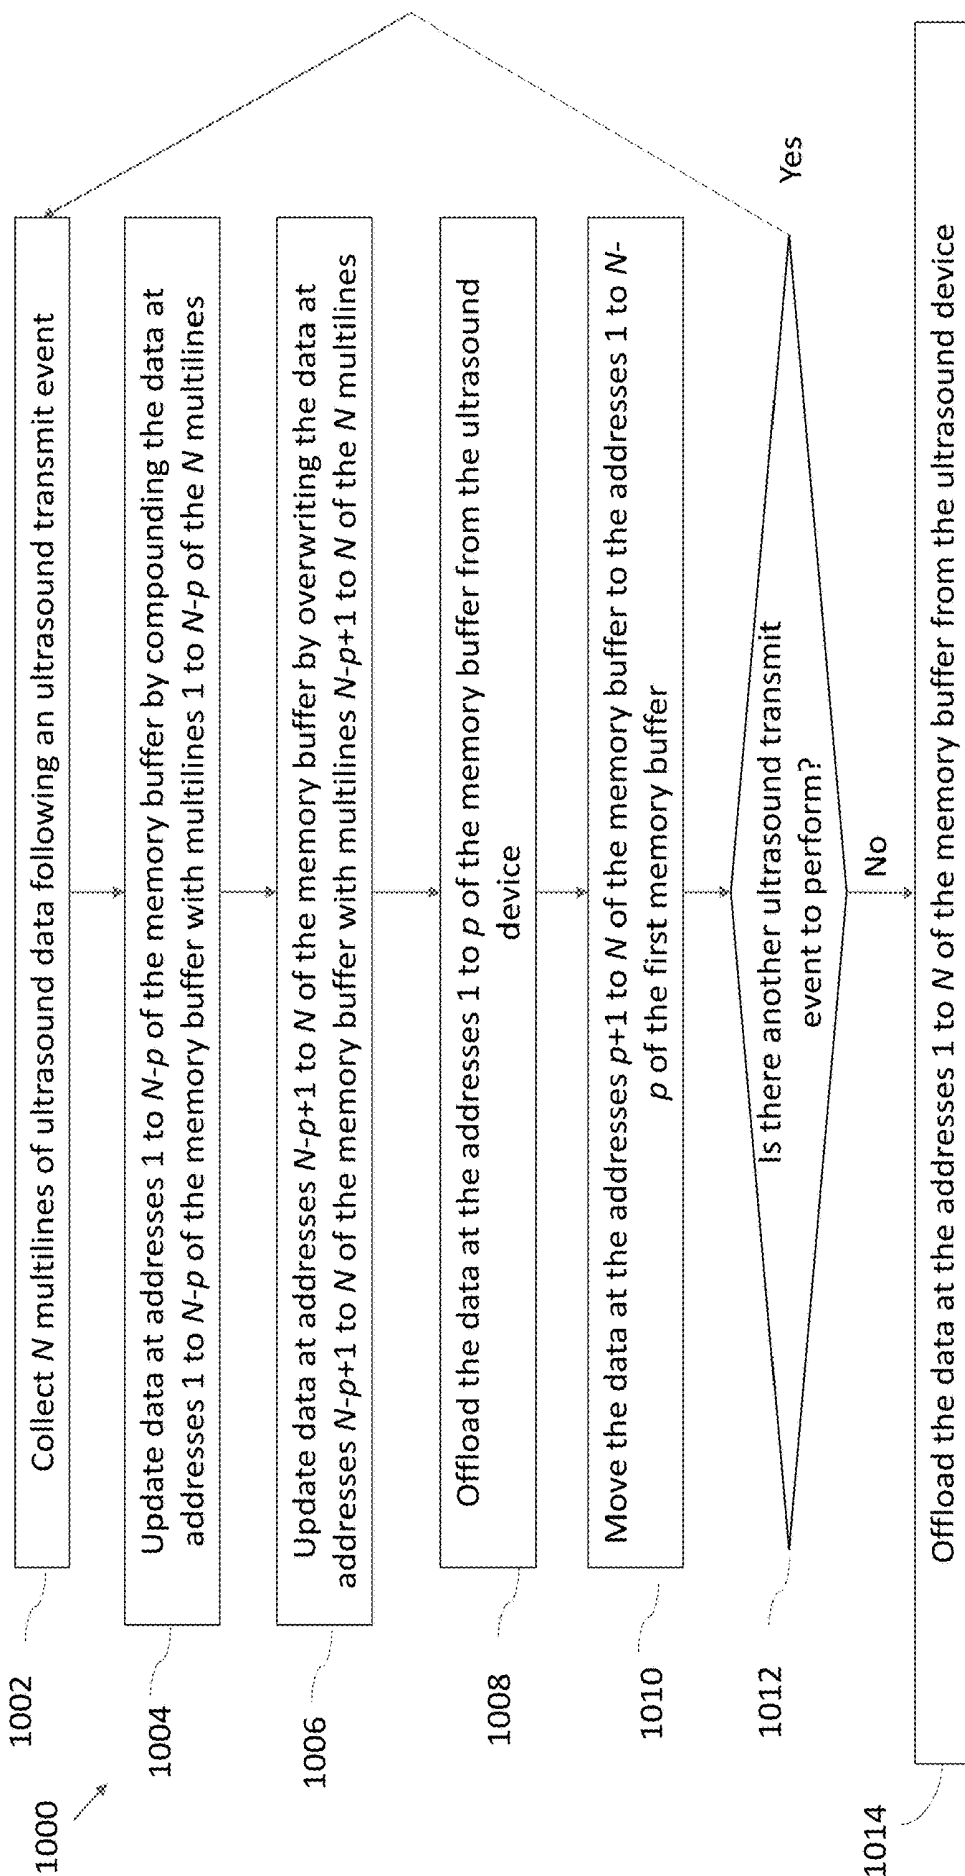 1000
1002
Collect N multilines of ultrasound data following an ultrasound transmit event
1004
Update data at addresses 1 to N-p of the memory buffer by compounding the data at
addresses 1 to N-p of the memory buffer with multilines 1 to N-p of the N multilines
1006
Update data at addresses N-p+1 to N of the memory buffer by overwriting the data at
addresses N-p+1 to N of the memory buffer with multilines N-p+1 to N of the N multilines
1008
Offload the data at the addresses 1 to p of the memory buffer from the ultrasound
device
1010
Move the data at the addresses p+1 to N of the memory buffer to the addresses 1 to N-
p of the first memory buffer
1012
Is there another ultrasound transmit
event to perform?
Yes
No
1014
Offload the data at the addresses 1 to N of the memory buffer from the ultrasound device